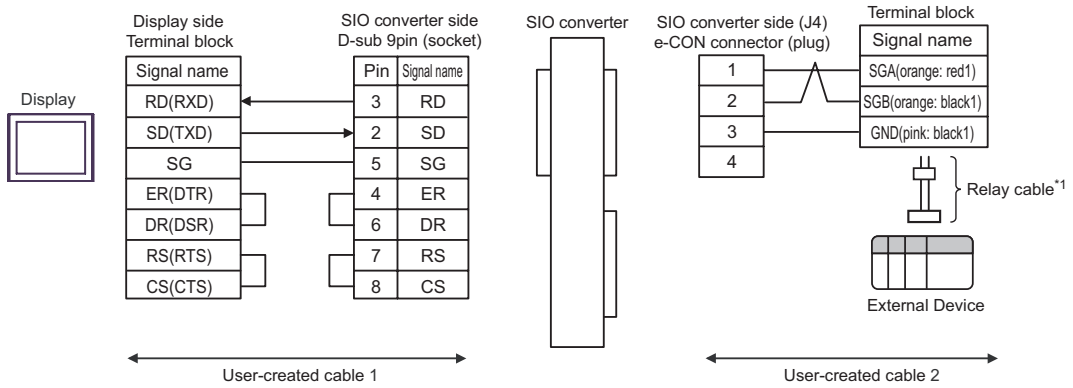 Display side
Terminal block
SIO converter side
D-sub 9pin (socket)
SIO converter
SIO converter side (J4)
e-CON connector (plug)
Terminal block
Display
Signal name
RD(RXD)
SD(TXD)
SG
ER(DTR)
DR(DSR)
RS(RTS)
CS(CTS)
Pin Signal name
3 RD
2 SD
5 SG
4 ER
6 DR
7 RS
8 CS
1
2
3
4
Signal name
SGA(orange: red1)
SGB(orange: black1)
GND(pink: black1)
Relay cable*1
External Device
User-created cable 1
User-created cable 2